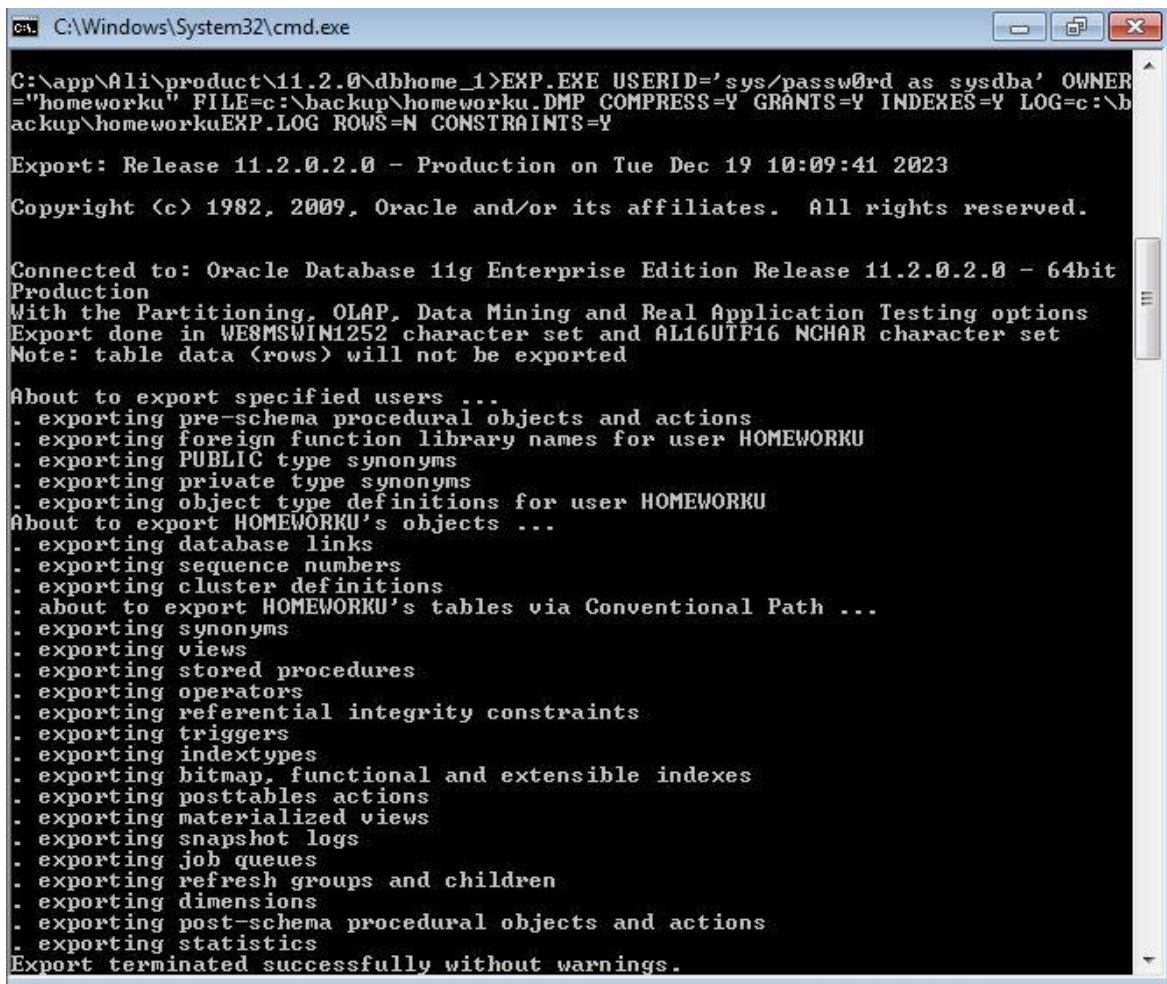 C:\Windows\System32\cmd.exe
C:\app\Ali\product\11.2.0\dbhome_1>EXP.EXE USERID='sys/passw0rd as sysdba' OWNER
="homeworku" FILE=c:\backup\homeworku.DMP COMPRESS=Y GRANTS=Y INDEXES=Y LOG=c:\b
ackup\homeworkuEXP.LOG ROWS=N CONSTRAINTS=Y
Export: Release 11.2.0.2.0 - Production on Tue Dec 19 10:09:41 2023
Copyright (c) 1982, 2009, Oracle and/or its affiliates.  All rights reserved.
Connected to: Oracle Database 11g Enterprise Edition Release 11.2.0.2.0 - 64bit
Production
With the Partitioning, OLAP, Data Mining and Real Application Testing options
Export done in WE8MSWIN1252 character set and AL16UTF16 NCHAR character set
Note: table data (rows) will not be exported
About to export specified users ...
. exporting pre-schema procedural objects and actions
. exporting foreign function library names for user HOMEWORKU
. exporting PUBLIC type synonyms
. exporting private type synonyms
. exporting object type definitions for user HOMEWORKU
About to export HOMEWORKU's objects ...
. exporting database links
. exporting sequence numbers
. exporting cluster definitions
. about to export HOMEWORKU's tables via Conventional Path ...
. exporting synonyms
. exporting views
. exporting stored procedures
. exporting operators
. exporting referential integrity constraints
. exporting triggers
. exporting indextypes
. exporting bitmap, functional and extensible indexes
. exporting posttables actions
. exporting materialized views
. exporting snapshot logs
. exporting job queues
. exporting refresh groups and children
. exporting dimensions
. exporting post-schema procedural objects and actions
. exporting statistics
Export terminated successfully without warnings.